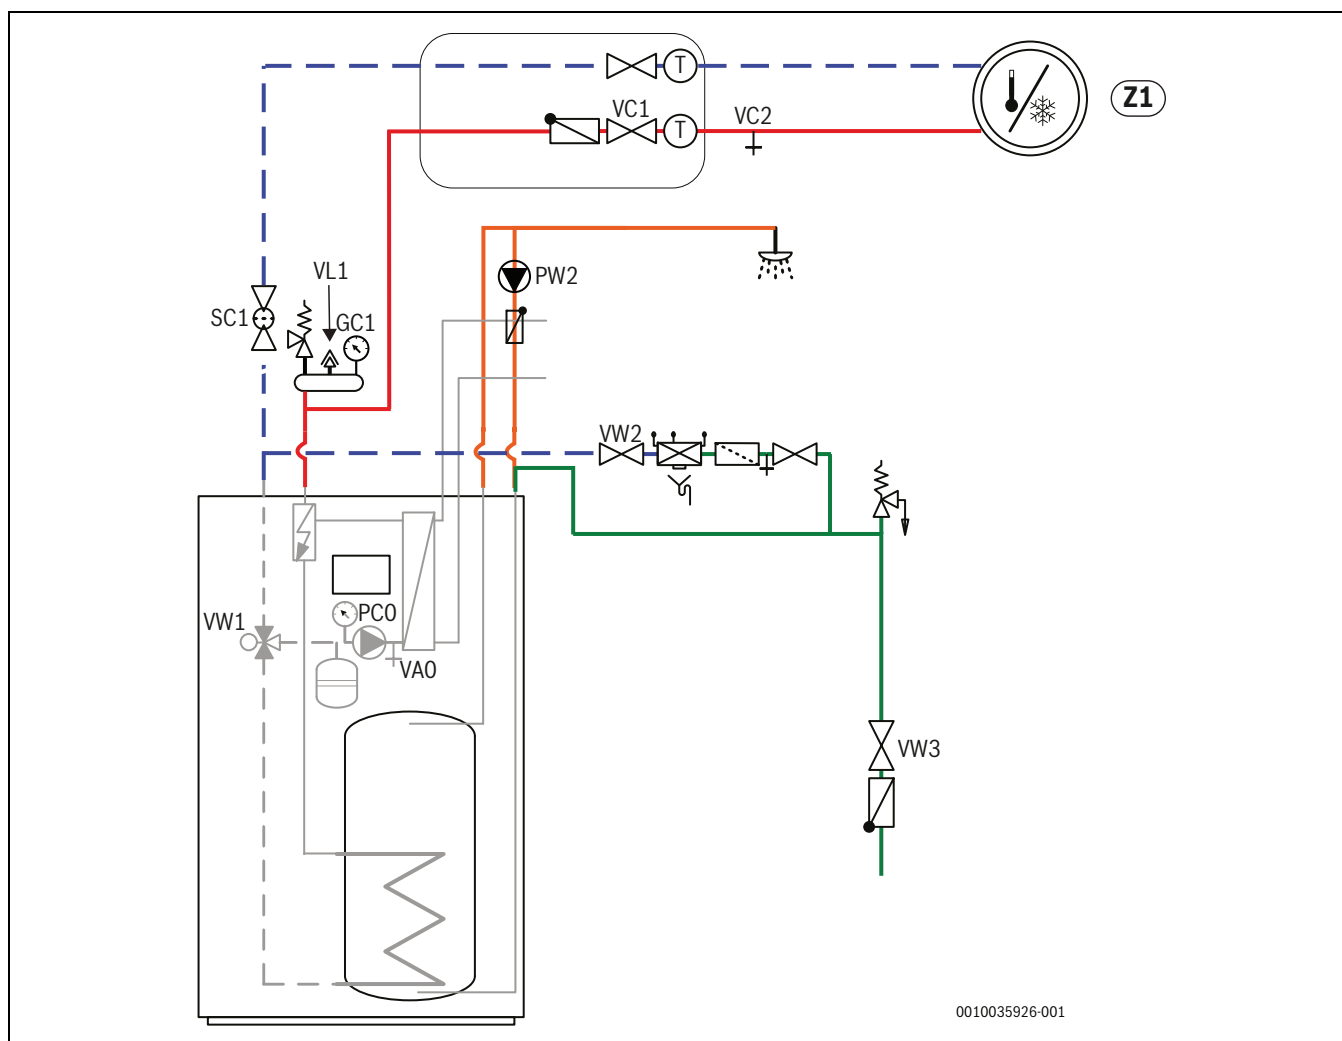 T
Z1
VC1
T
VC2
VL1
PW2
SC1
GC1
VW2
PC0
VW1
VA0
VW3
0010035926-001